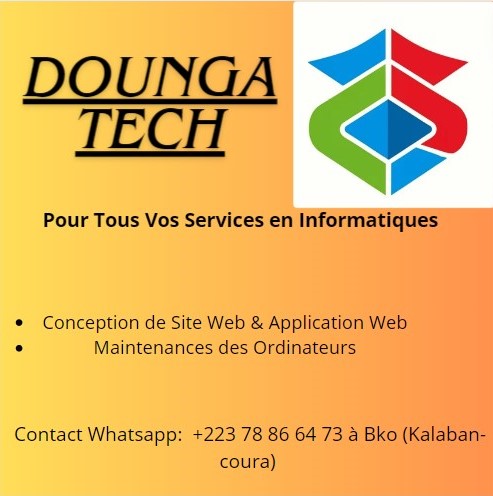 DOUNGA
TECH
Pour Tous Vos Services en Informatiques
• Conception de Site Web & Application Web
• Maintenances des Ordinateurs
Contact Whatsapp: +223 78 86 64 73 à Bko (Kalaban-
coura)